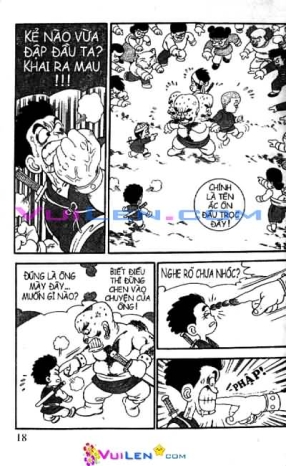 KẺ NÀO VỪA
ĐẬP ĐẦU TA?
KHAI RA MAU
!!!
CHÍNH
LÀ TÊN
ÁC ÔN
ĐẦU TRỌC
ĐÂY!
VUILEN.COM
ĐÚNG LÀ ÔNG
MÀY ĐÂY...
MUỐN GÌ NÀO?
BIẾT ĐIỀU
THÌ ĐỪNG
CHEN VÀO
CHUYỆN CỦA
ÔNG!
NGHE RÕ CHƯA NHÓC?
PHẬP!
18
VUILEN.COM